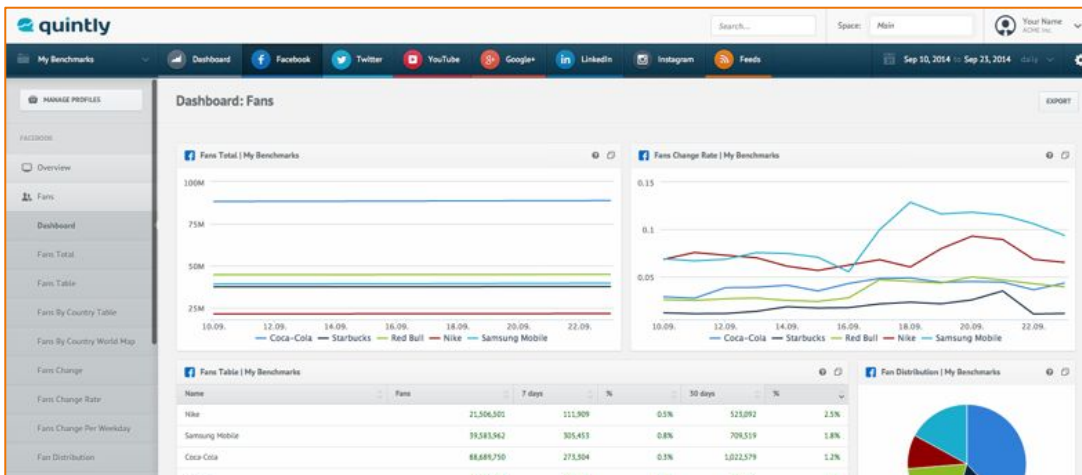 quintly
Search...
Space: Main
Your Name
ACME Inc.
My Benchmarks
Dashboard
Facebook
Twitter
YouTube
Google+
LinkedIn
Instagram
Feeds
Sep 10, 2014 to Sep 23, 2014 daily
MANAGE PROFILES
Dashboard: Fans
EXPORT
FACEBOOK
Overview
Fans
Dashboard
Fans Total
Fans Table
Fans By Country Table
Fans By Country World Map
Fans Change
Fans Change Rate
Fans Change Per Weekday
Fan Distribution
Fans Total | My Benchmarks
100M
75M
50M
25M
10.09. 12.09. 14.09. 16.09. 18.09. 20.09. 22.09.
Coca-Cola Starbucks Red Bull Nike Samsung Mobile
Fans Change Rate | My Benchmarks
0.15
0.1
0.05
10.09. 12.09. 14.09. 16.09. 18.09. 20.09. 22.09.
Coca-Cola Starbucks Red Bull Nike Samsung Mobile
Fans Table | My Benchmarks
Name Fans 7 days % 30 days %
Nike 21,506,501 111,909 0.5% 523,092 2.5%
Samsung Mobile 39,583,962 305,453 0.8% 709,519 1.8%
Coca-Cola 88,689,750 273,504 0.3% 1,022,579 1.2%
Fan Distribution | My Benchmarks